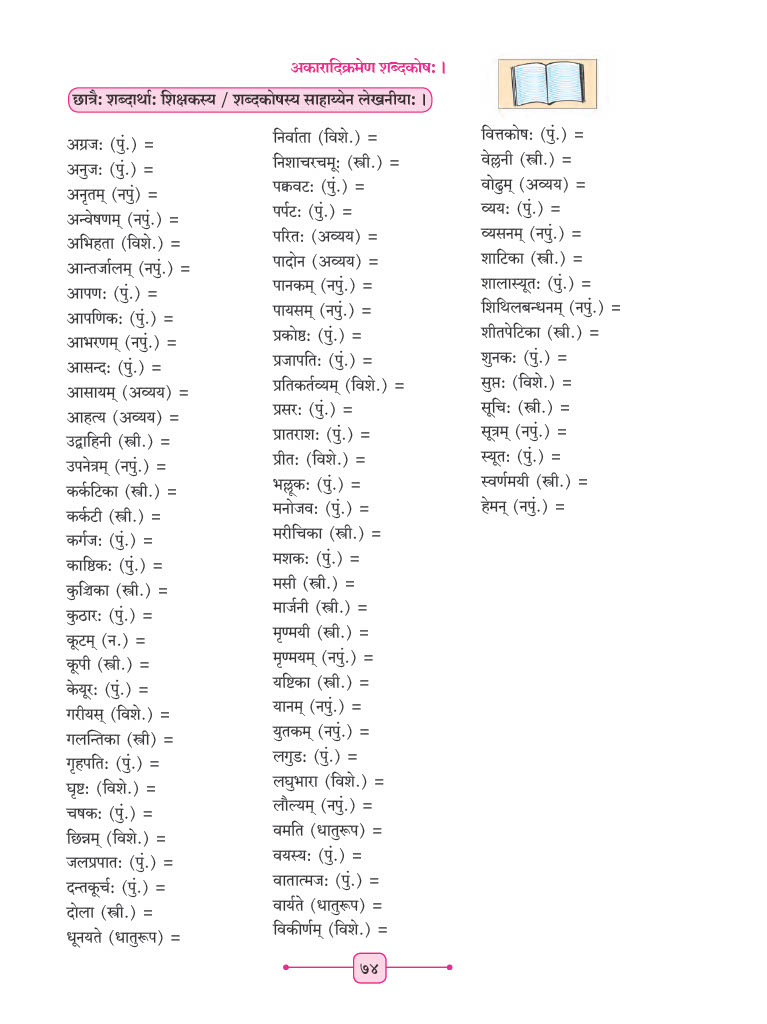 अकारादिक्रमेण शब्दकोषः।
छात्रैः शब्दार्थाः शिक्षकस्य / शब्दकोषस्य साहाय्येन लेखनीयाः।
अग्रजः (पुं.) =
अनुजः (पुं.) =
अनृतम् (नपुं) =
अन्वेषणम् (नपुं.) =
अभिहता (विशे.) =
आन्तर्जालम् (नपुं.) =
आपणः (पुं.) =
आपणिकः (पुं.) =
आभरणम् (नपुं.) =
आसन्दः (पुं.) =
आसायम् (अव्यय) =
आहत्य (अव्यय) =
उद्वाहिनी (स्त्री.) =
उपनेत्रम् (नपुं.) =
कर्कटिका (स्त्री.) =
कर्कटी (स्त्री.) =
कर्गजः (पुं.) =
काष्ठिकः (पुं.) =
कुञ्चिका (स्त्री.) =
कुठारः (पुं.) =
कूटम् (न.) =
कूपी (स्त्री.) =
केयूरः (पुं.) =
गरीयस् (विशे.) =
गलन्तिका (स्त्री) =
गृहपतिः (पुं.) =
घृष्टः (विशे.) =
चषकः (पुं.) =
छिन्नम् (विशे.) =
जलप्रपातः (पुं.) =
दन्तकूर्चः (पुं.) =
दोला (स्त्री.) =
धूनयते (धातुरूप) =
निर्वाता (विशे.) =
निशाचरचमूः (स्त्री.) =
पक्ववटः (पुं.) =
पर्पटः (पुं.) =
परितः (अव्यय) =
पादोन (अव्यय) =
पानकम् (नपुं.) =
पायसम् (नपुं.) =
प्रकोष्ठः (पुं.) =
प्रजापतिः (पुं.) =
प्रतिकर्तव्यम् (विशे.) =
प्रसरः (पुं.) =
प्रातराशः (पुं.) =
प्रीतः (विशे.) =
भल्लूकः (पुं.) =
मनोजवः (पुं.) =
मरीचिका (स्त्री.) =
मशकः (पुं.) =
मसी (स्त्री.) =
मार्जनी (स्त्री.) =
मृण्मयी (स्त्री.) =
मृण्मयम् (नपुं.) =
यष्टिका (स्त्री.) =
यानम् (नपुं.) =
युतकम् (नपुं.) =
लगुडः (पुं.) =
लघुभारा (विशे.) =
लौल्यम् (नपुं.) =
वमति (धातुरूप) =
वयस्यः (पुं.) =
वातात्मजः (पुं.) =
वार्यते (धातुरूप) =
विकीर्णम् (विशे.) =
वित्तकोषः (पुं.) =
वेल्लनी (स्त्री.) =
वोढुम् (अव्यय) =
व्ययः (पुं.) =
व्यसनम् (नपुं.) =
शाटिका (स्त्री.) =
शालास्यूतः (पुं.) =
शिथिलबन्धनम् (नपुं.) =
शीतपेटिका (स्त्री.) =
शुनकः (पुं.) =
सुप्तः (विशे.) =
सूचिः (स्त्री.) =
सूत्रम् (नपुं.) =
स्यूतः (पुं.) =
स्वर्णमयी (स्त्री.) =
हेमन् (नपुं.) =
७४